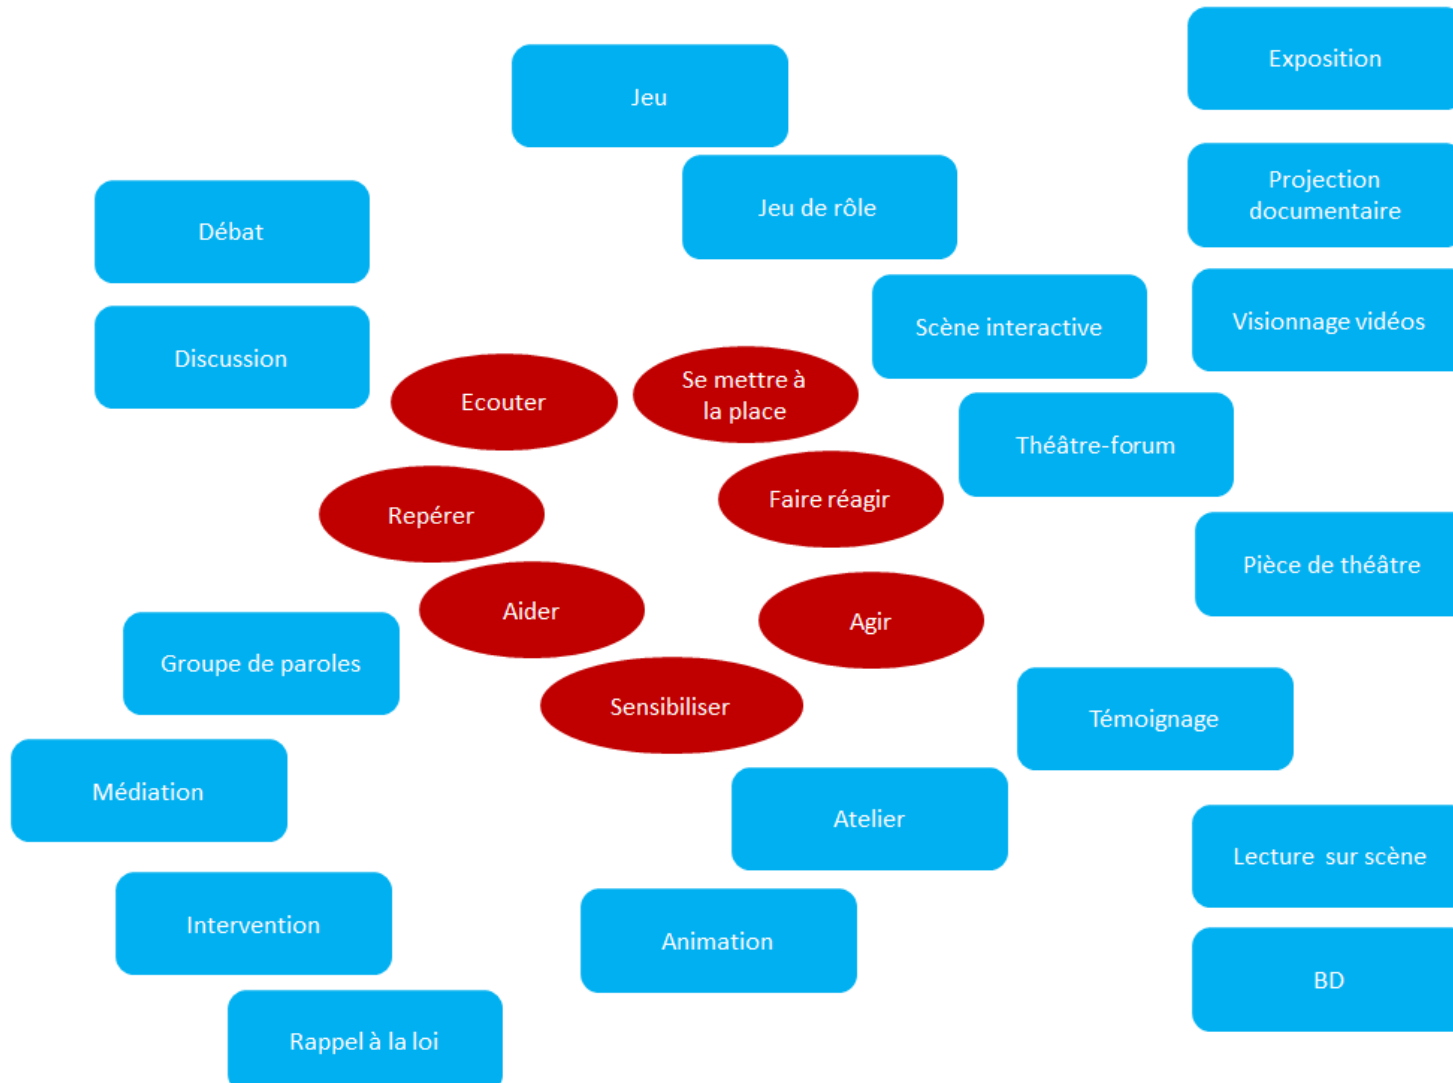 Exposition
Jeu
Projection
documentaire
Jeu de rôle
Débat
Scène interactive
Visionnage vidéos
Discussion
Se mettre à
la place
Ecouter
Théâtre-forum
Faire réagir
Repérer
Pièce de théâtre
Aider
Agir
Groupe de paroles
Sensibiliser
Témoignage
Médiation
Atelier
Lecture  sur scène
Intervention
Animation
BD
Rappel à la loi